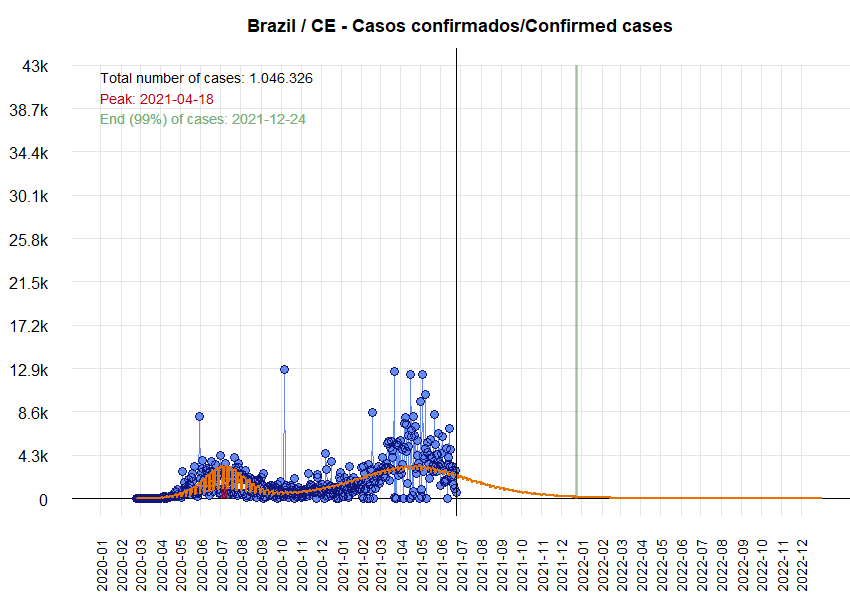 Brazil / CE - Casos confirmados/Confirmed cases
43k
Total number of cases: 1.046.326
Peak: 2021-04-18
38.7k
End (99%) of cases: 2021-12-24
34.4k
30.1k
25.8k
21.5k
17.2k
12.9k
8.6k
4.3k
0
2020-01
2020-02
2020-03
2020-04
2020-05
2020-06
2020-07
2020-08
2020-09
2020-10
2020-11
2020-12
2021-01
2021-02
2021-03
2021-04
2021-05
2021-06
2021-07
2021-08
2021-09
2021-10
2021-11
2021-12
2022-01
2022-02
2022-03
2022-04
2022-05
2022-06
2022-07
2022-08
2022-09
2022-10
2022-11
2022-12